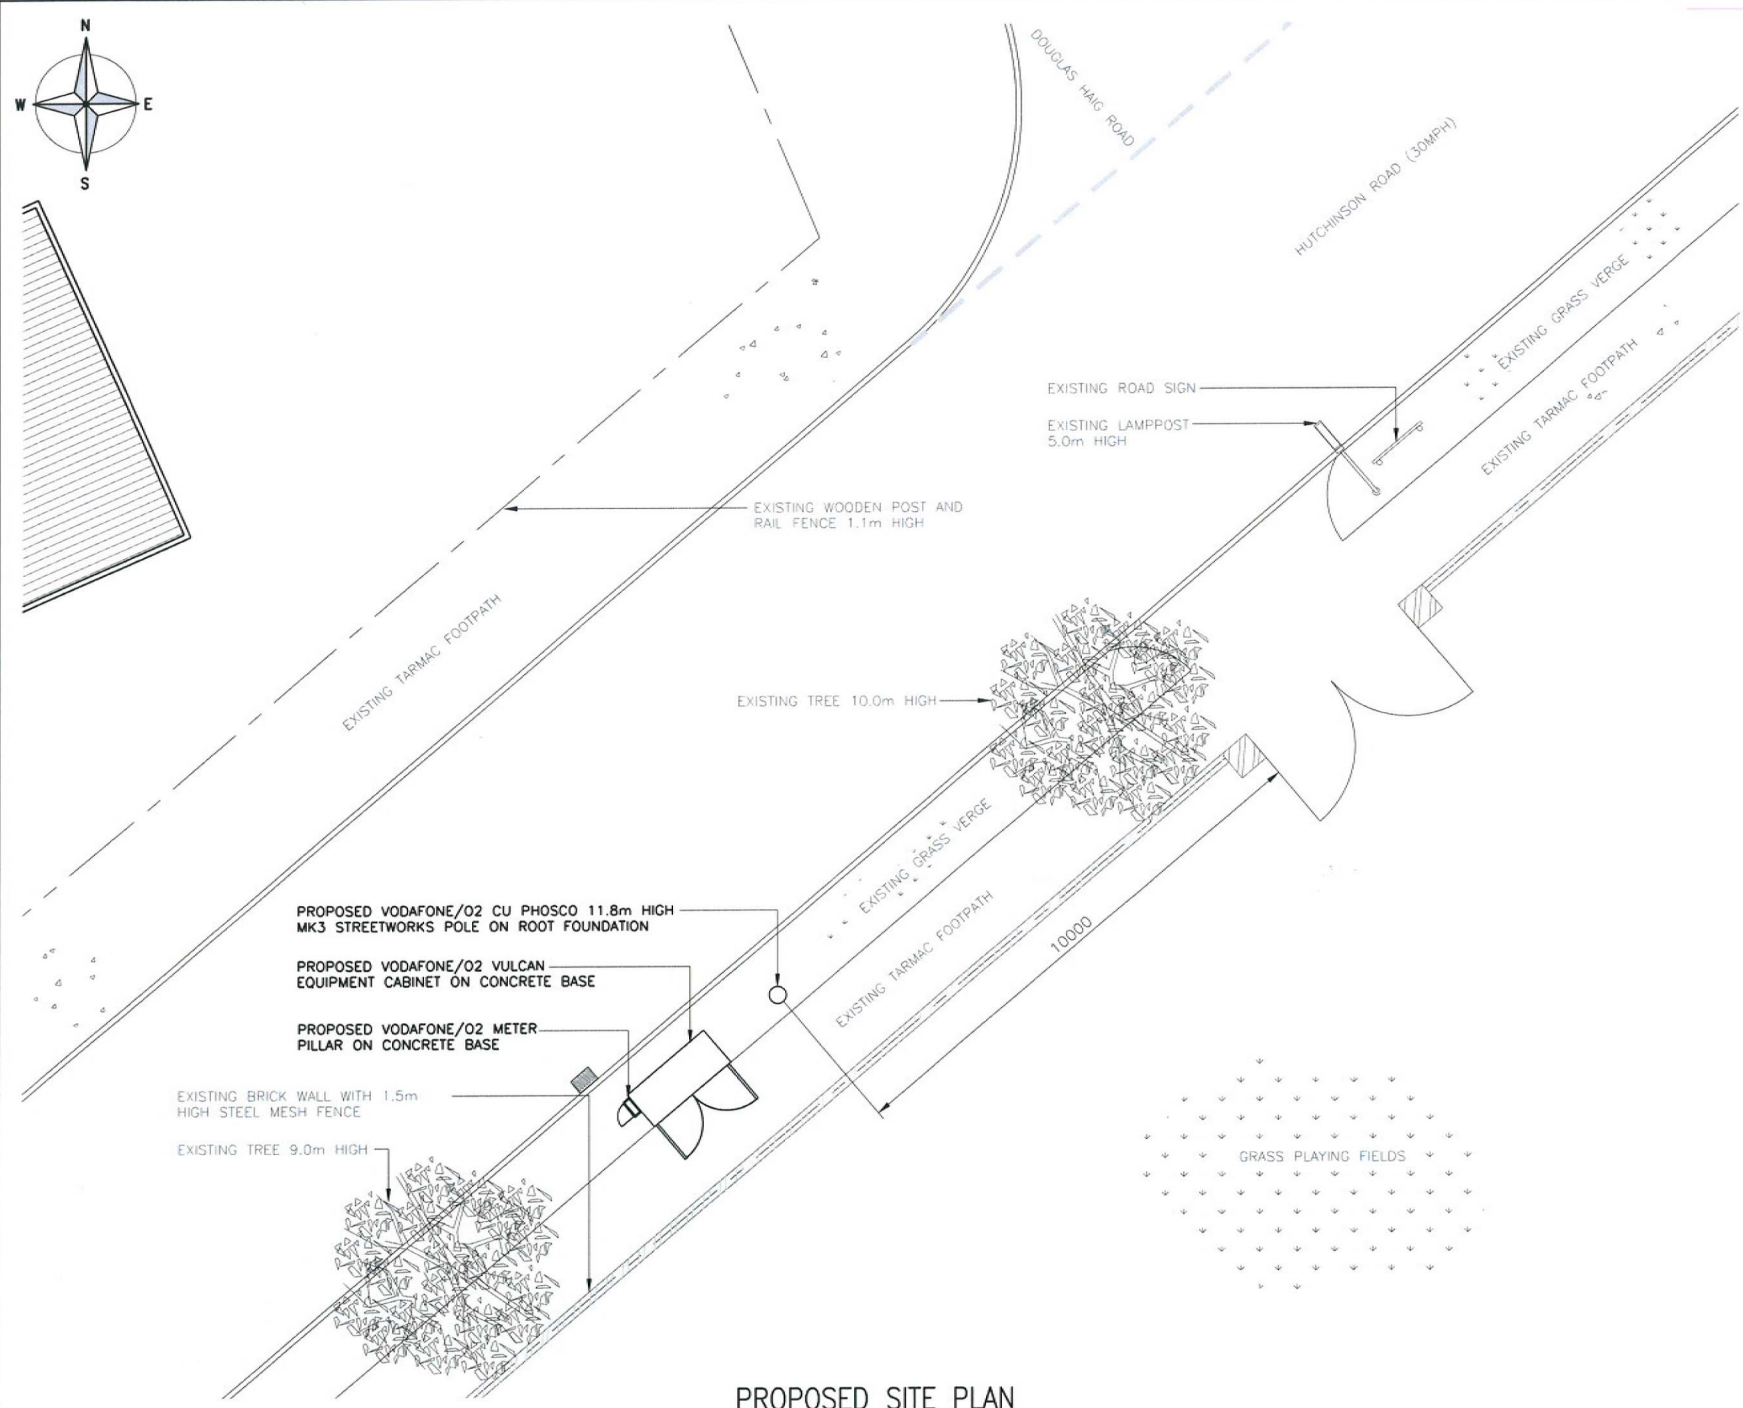 N
W
E
S
DOUGLAS HAIG ROAD
HUTCHINSON ROAD (30MPH)
EXISTING GRASS VERGE
EXISTING TARMAC FOOTPATH
EXISTING ROAD SIGN
EXISTING LAMPPOST
5.0m HIGH
EXISTING WOODEN POST AND
RAIL FENCE 1.1m HIGH
EXISTING TARMAC FOOTPATH
EXISTING TREE 10.0m HIGH
EXISTING GRASS VERGE
EXISTING TARMAC FOOTPATH
10000
PROPOSED VODAFONE/O2 CU PHOSCO 11.8m HIGH
MK3 STREETWORKS POLE ON ROOT FOUNDATION
PROPOSED VODAFONE/O2 VULCAN
EQUIPMENT CABINET ON CONCRETE BASE
PROPOSED VODAFONE/O2 METER
PILLAR ON CONCRETE BASE
EXISTING BRICK WALL WITH 1.5m
HIGH STEEL MESH FENCE
EXISTING TREE 9.0m HIGH
GRASS PLAYING FIELDS
PROPOSED SITE PLAN